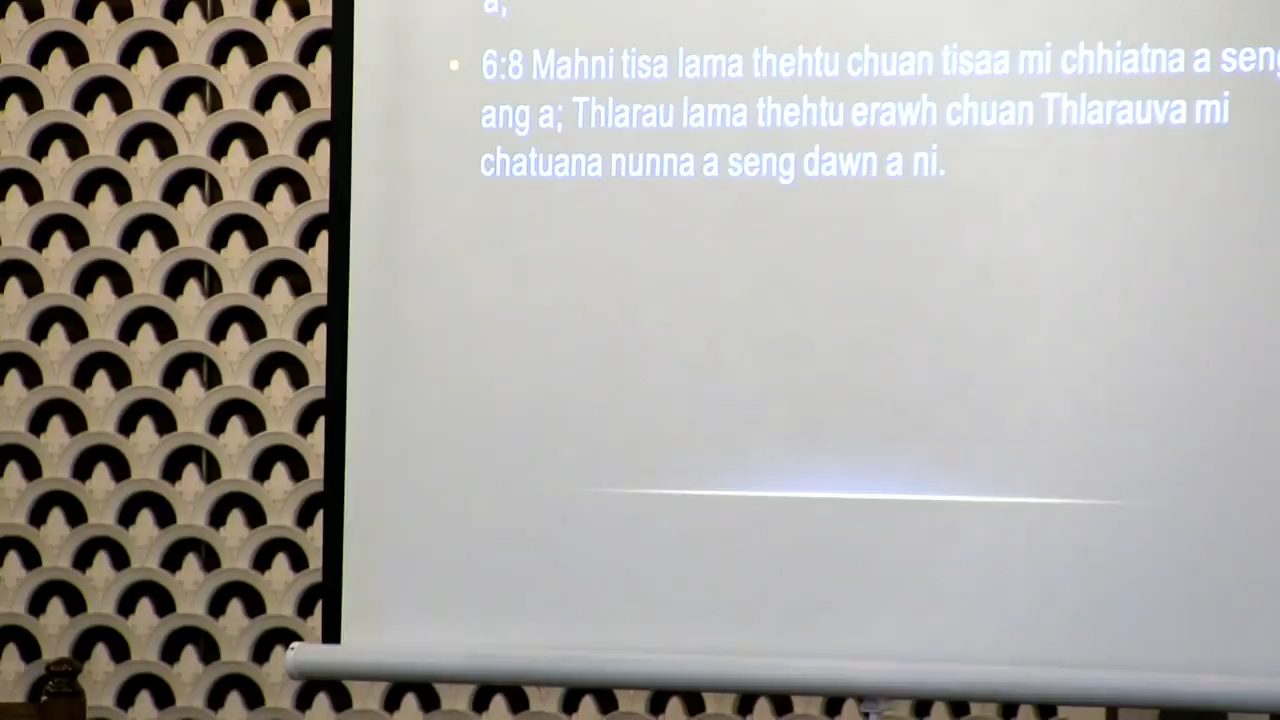 a;
• 6:8 Mahni tisa lama thehtu chuan tisaa mi chhiatna a seng
ang a; Thlarau lama thehtu erawh chuan Thlarauva mi
chatuana nunna a seng dawn a ni.